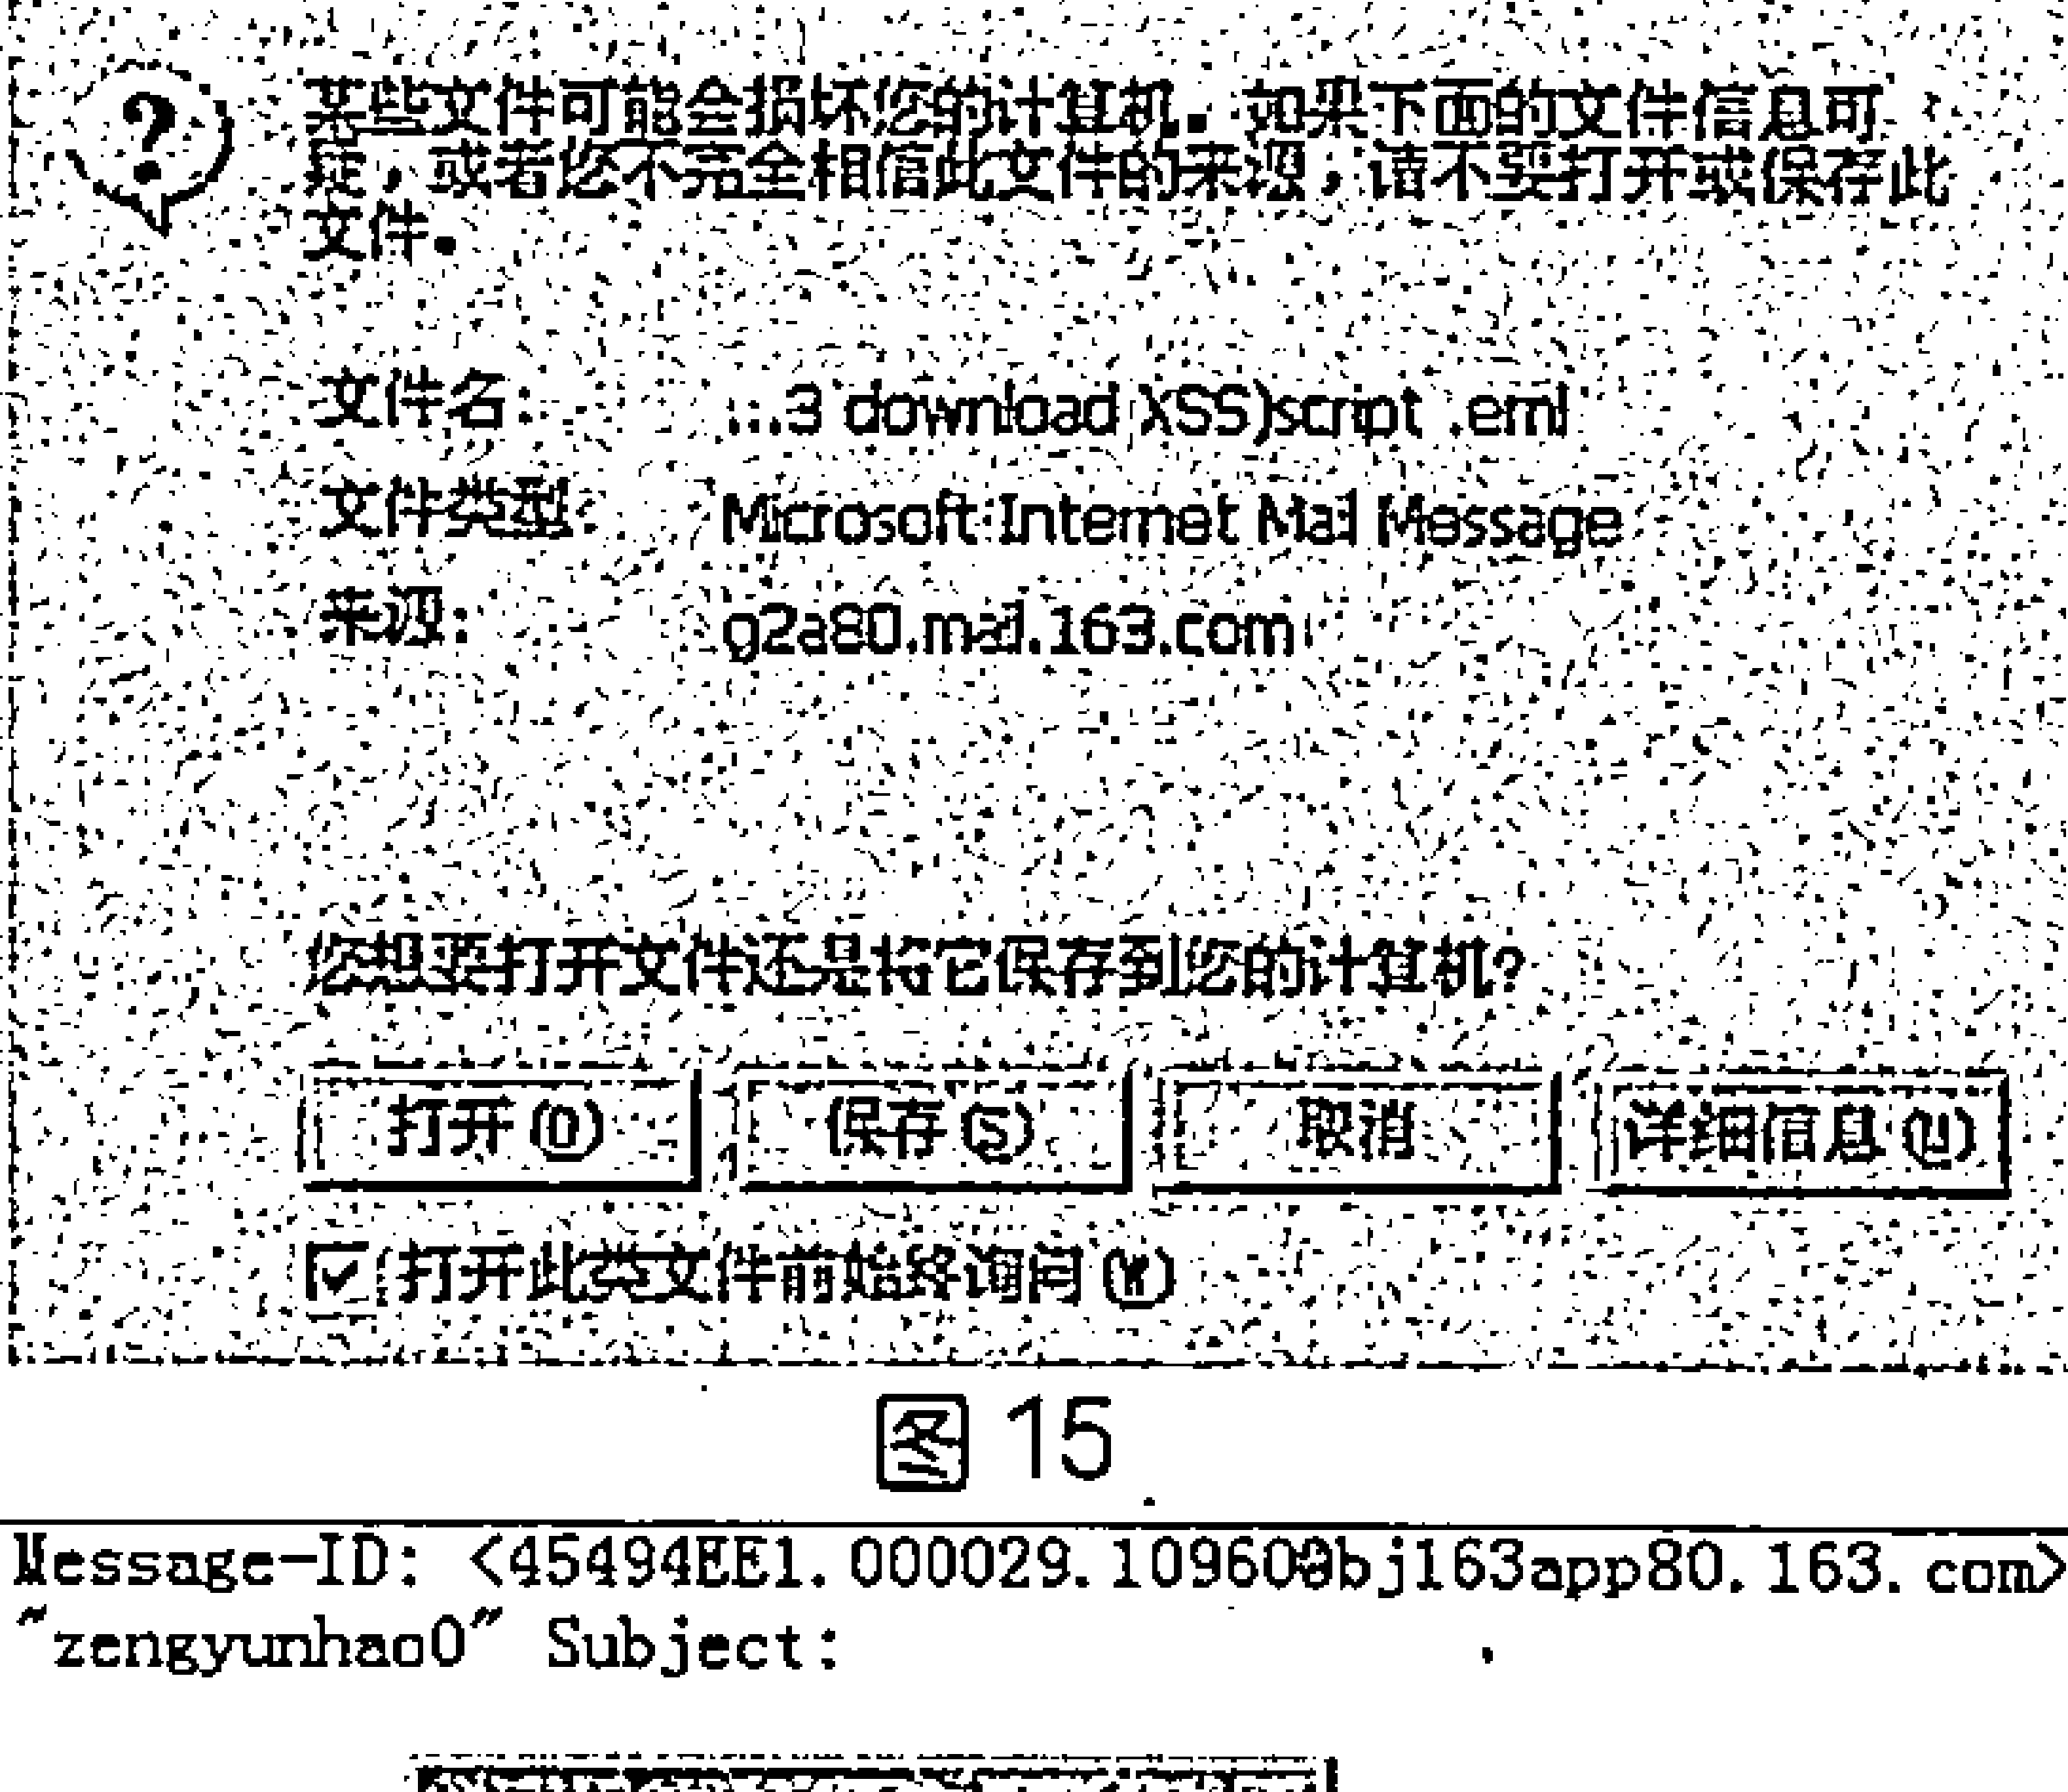 某些文件可能会损坏您的计算机。如果下面的文件信息可
疑，或者您不完全相信此文件的来源，请不要打开或保存此
文件。
文件名: ...3 download XSS)script .eml
文件类型: Microsoft Internet Mail Message
来源: g2a80.mail.163.com
您想要打开文件还是将它保存到您的计算机?
打开(O) 保存(S) 取消 详细信息(U)
打开此类文件前始终询问(W)
图 15
Message-ID: <45494EE1.000029.10960@bj163app80.163.com>
"zengyunhao0" Subject: